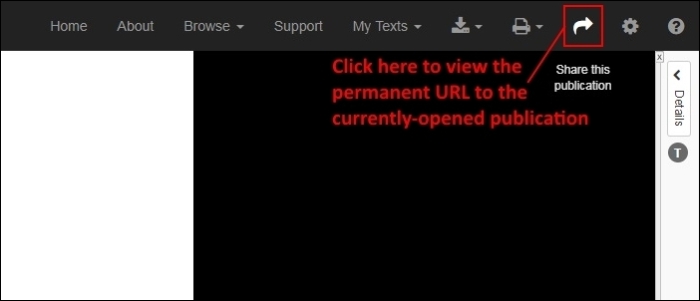 Home About Browse Support My Texts
Click here to view the
permanent URL to the
currently-opened publication
Share this
publication
x
Details
T